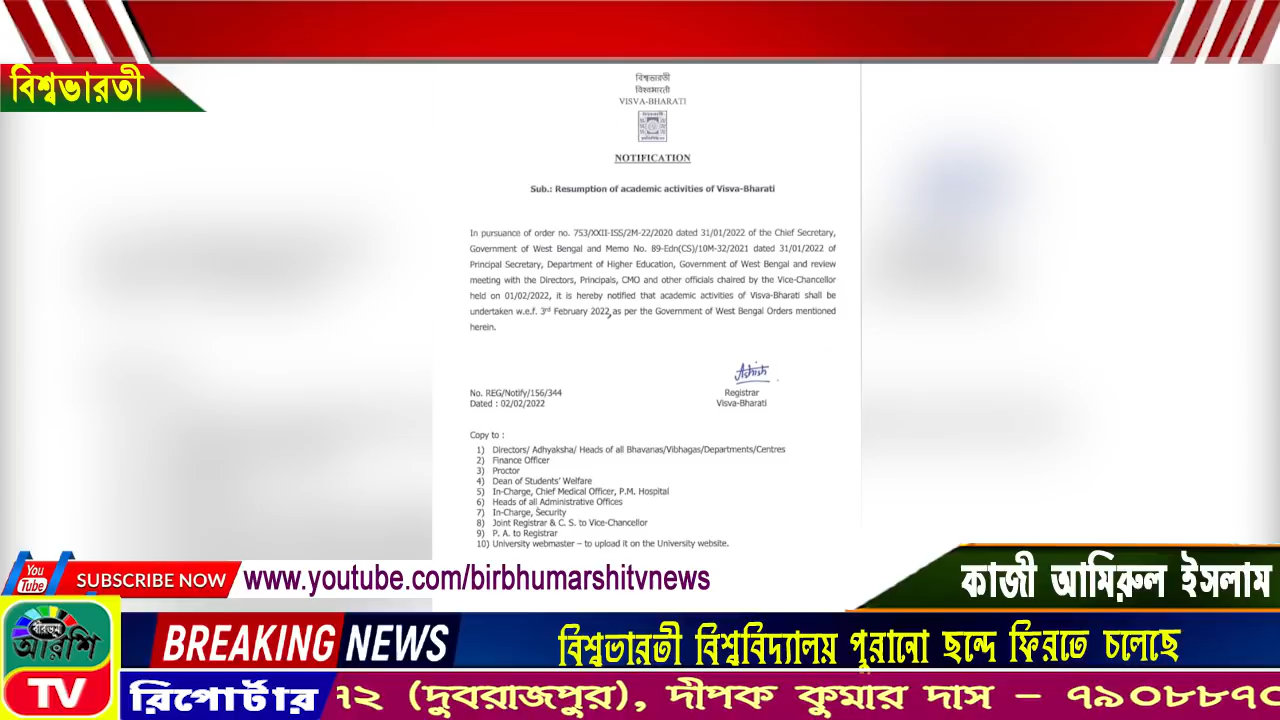 বিশ্বভারতী
বিশ্বভারতী
विश्वभारती
VISVA-BHARATI
NOTIFICATION
Sub.: Resumption of academic activities of Visva-Bharati
In pursuance of order no. 753/XXII-ISS/2M-22/2020 dated 31/01/2022 of the Chief Secretary,
Government of West Bengal and Memo No. 89-Edn(CS)/10M-32/2021 dated 31/01/2022 of
Principal Secretary, Department of Higher Education, Government of West Bengal and review
meeting with the Directors, Principals, CMO and other officials chaired by the Vice-Chancellor
held on 01/02/2022, it is hereby notified that academic activities of Visva-Bharati shall be
undertaken w.e.f. 3rd February 2022, as per the Government of West Bengal Orders mentioned
herein.
Ashish
No. REG/Notify/156/344
Registrar
Dated : 02/02/2022
Visva-Bharati
Copy to :
1) Directors/ Adhyaksha/ Heads of all Bhavanas/Vibhagas/Departments/Centres
2) Finance Officer
3) Proctor
4) Dean of Students' Welfare
5) In-Charge, Chief Medical Officer, P.M. Hospital
6) Heads of all Administrative Offices
7) In-Charge, Security
8) Joint Registrar & C. S. to Vice-Chancellor
9) P. A. to Registrar
10) University webmaster – to upload it on the University website.
You Tube
SUBSCRIBE NOW
www.youtube.com/birbhumarshitvnews
কাজী আমিরুল ইসলাম
বীরভূম
আরশি
TV
BREAKING NEWS
বিশ্বভারতী বিশ্ববিদ্যালয় পুরানো ছন্দে ফিরতে চলেছে
রিপোর্টার
৭২ (দুবরাজপুর), দীপক কুমার দাস – ৭৯০৮৮৭০